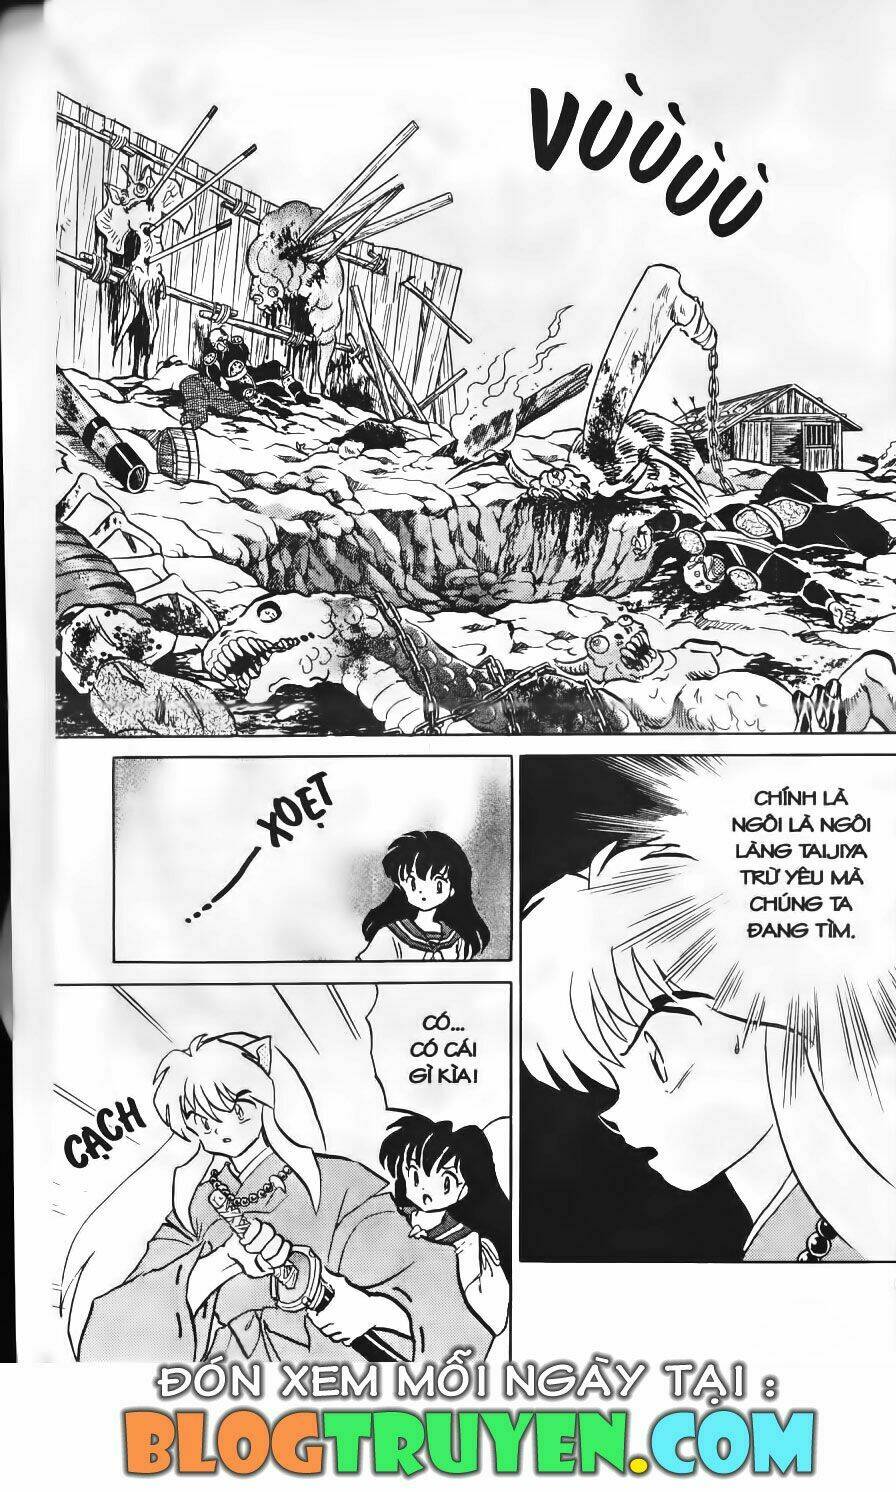 VÙÙÙÙ
CHÍNH LÀ
NGÔI LÀ NGÔI
LÀNG TAIJIYA
TRỪ YÊU MÀ
CHÚNG TA
ĐANG TÌM.
... XOẸT
CÓ...
CÓ CÁI
GÌ KÌA!
CẠCH
ĐÓN XEM MỖI NGÀY TẠI :
BLOGTRUYEN.COM